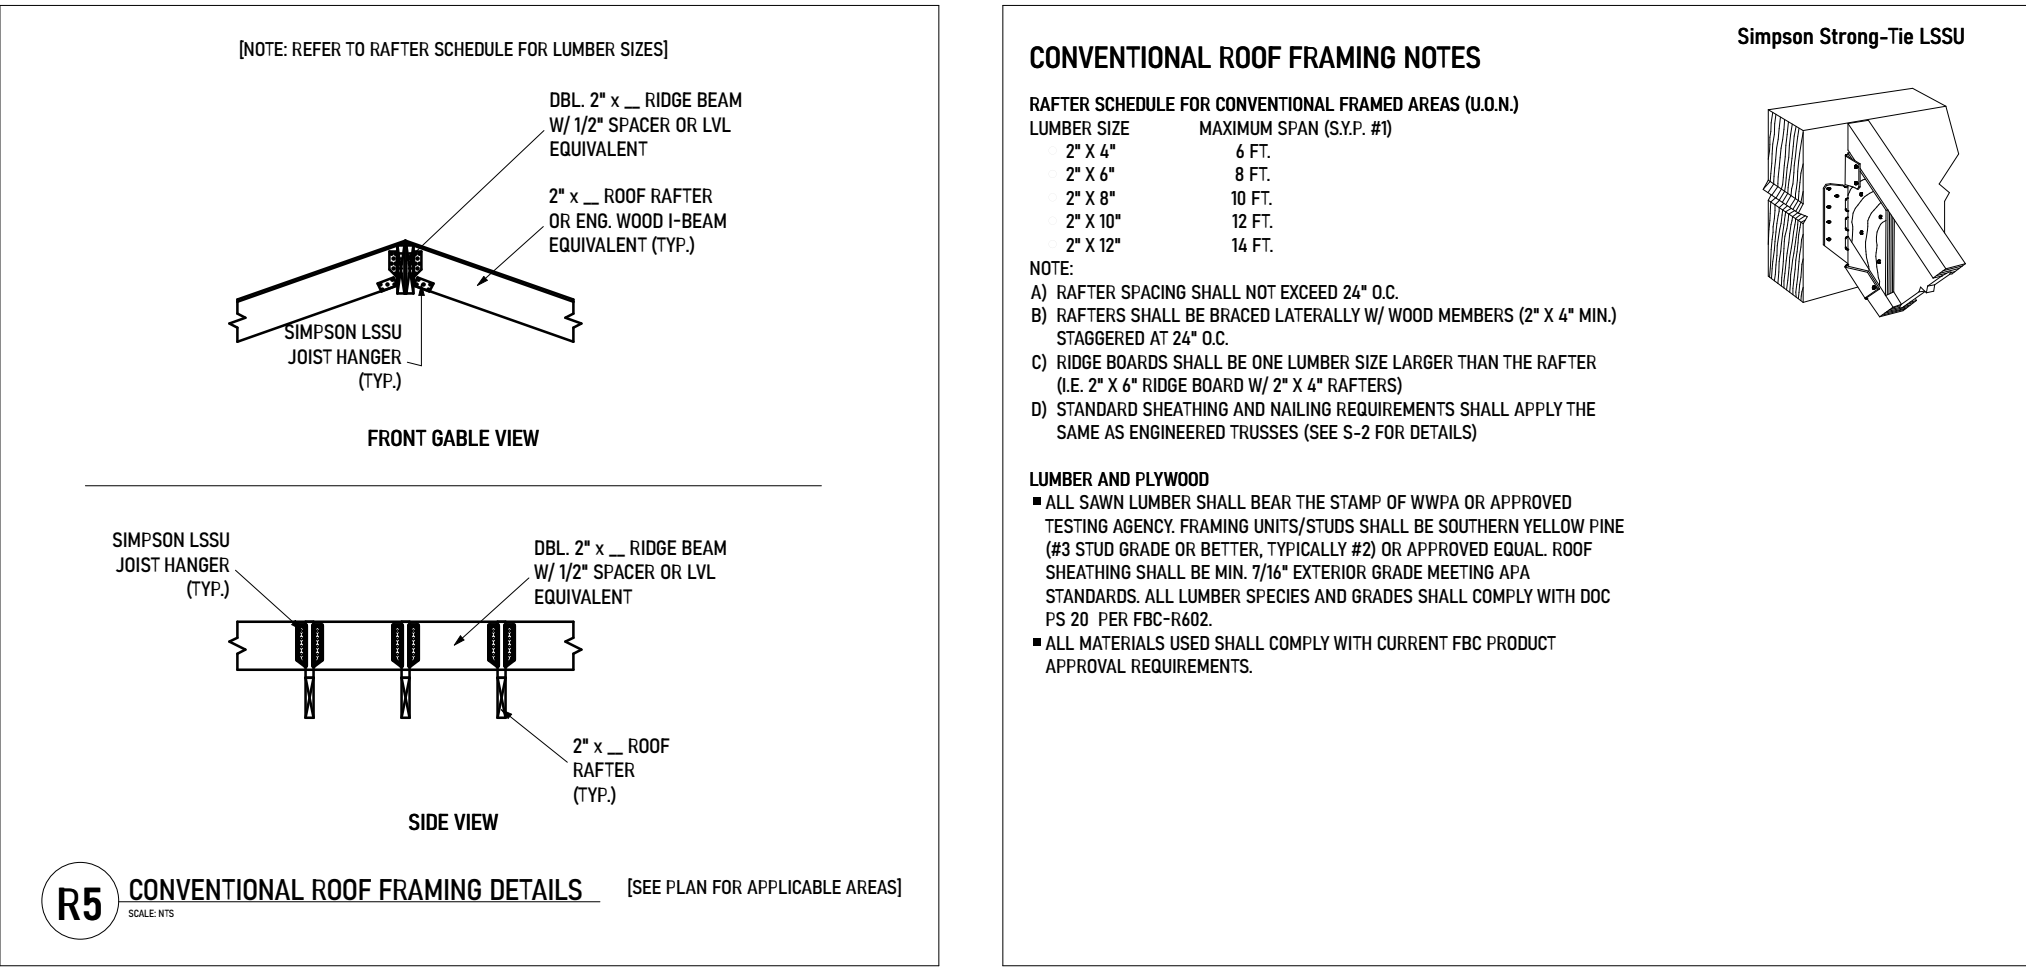 [NOTE: REFER TO RAFTER SCHEDULE FOR LUMBER SIZES]
DBL. 2" x __ RIDGE BEAM
W/ 1/2" SPACER OR LVL
EQUIVALENT
2" x __ ROOF RAFTER
OR ENG. WOOD I-BEAM
EQUIVALENT (TYP.)
SIMPSON LSSU
JOIST HANGER
(TYP.)
FRONT GABLE VIEW
SIMPSON LSSU
JOIST HANGER
(TYP.)
DBL. 2" x __ RIDGE BEAM
W/ 1/2" SPACER OR LVL
EQUIVALENT
2" x __ ROOF
RAFTER
(TYP.)
SIDE VIEW
R5
CONVENTIONAL ROOF FRAMING DETAILS
[SEE PLAN FOR APPLICABLE AREAS]
SCALE: NTS
CONVENTIONAL ROOF FRAMING NOTES
RAFTER SCHEDULE FOR CONVENTIONAL FRAMED AREAS (U.O.N.)
LUMBER SIZE MAXIMUM SPAN (S.Y.P. #1)
2" X 4" 6 FT.
2" X 6" 8 FT.
2" X 8" 10 FT.
2" X 10" 12 FT.
2" X 12" 14 FT.
NOTE:
A) RAFTER SPACING SHALL NOT EXCEED 24" O.C.
B) RAFTERS SHALL BE BRACED LATERALLY W/ WOOD MEMBERS (2" X 4" MIN.)
STAGGERED AT 24" O.C.
C) RIDGE BOARDS SHALL BE ONE LUMBER SIZE LARGER THAN THE RAFTER
(I.E. 2" X 6" RIDGE BOARD W/ 2" X 4" RAFTERS)
D) STANDARD SHEATHING AND NAILING REQUIREMENTS SHALL APPLY THE
SAME AS ENGINEERED TRUSSES (SEE S-2 FOR DETAILS)
LUMBER AND PLYWOOD
■ ALL SAWN LUMBER SHALL BEAR THE STAMP OF WWPA OR APPROVED
TESTING AGENCY. FRAMING UNITS/STUDS SHALL BE SOUTHERN YELLOW PINE
(#3 STUD GRADE OR BETTER, TYPICALLY #2) OR APPROVED EQUAL. ROOF
SHEATHING SHALL BE MIN. 7/16" EXTERIOR GRADE MEETING APA
STANDARDS. ALL LUMBER SPECIES AND GRADES SHALL COMPLY WITH DOC
PS 20 PER FBC-R602.
■ ALL MATERIALS USED SHALL COMPLY WITH CURRENT FBC PRODUCT
APPROVAL REQUIREMENTS.
Simpson Strong-Tie LSSU